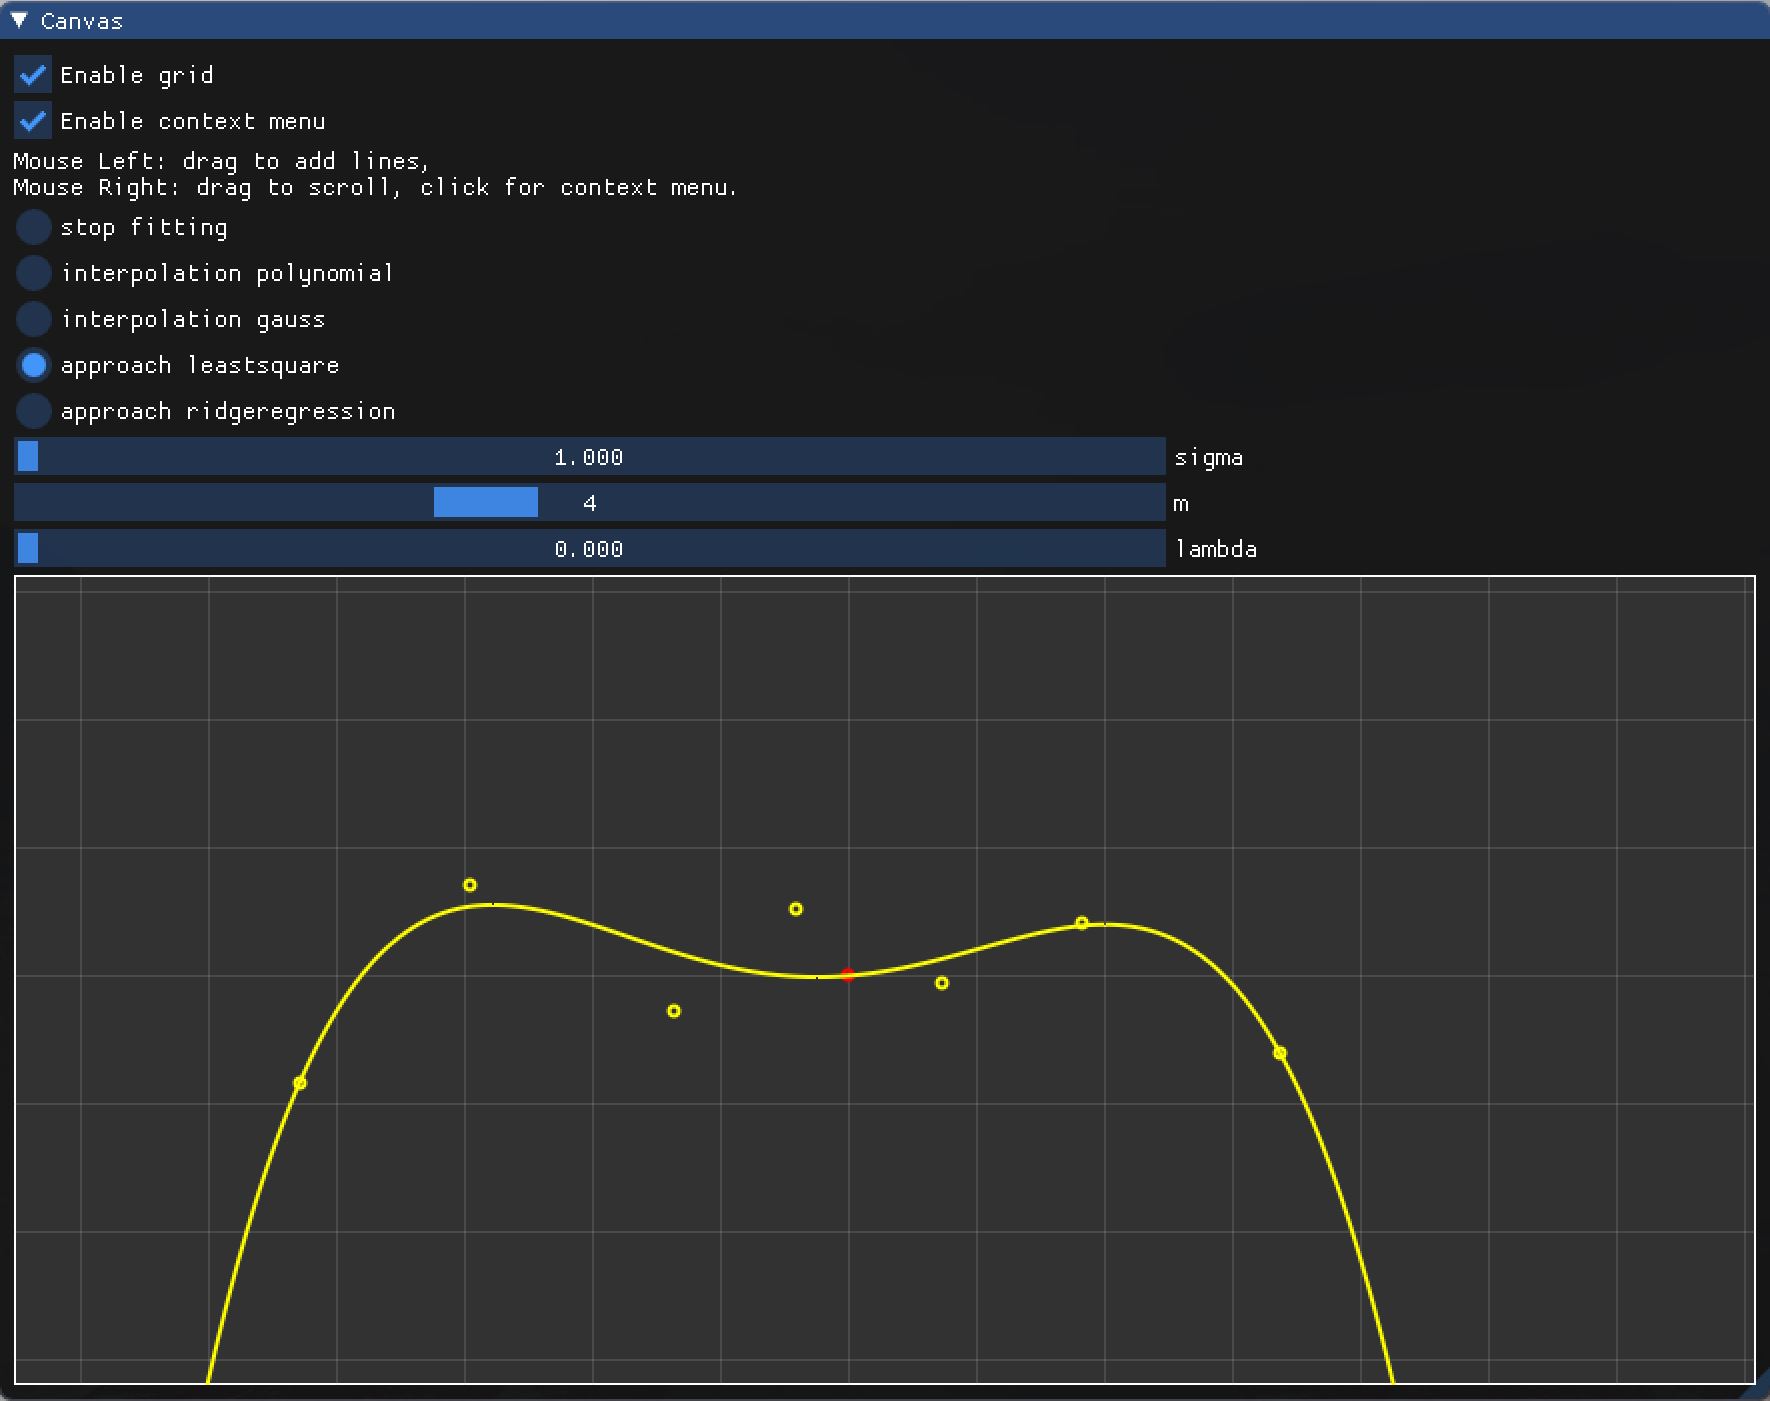 Canvas
Enable grid
Enable context menu
Mouse Left: drag to add lines,
Mouse Right: drag to scroll, click for context menu.
stop fitting
interpolation polynomial
interpolation gauss
approach leastsquare
approach ridgeregression
1.000 sigma
4 m
0.000 lambda